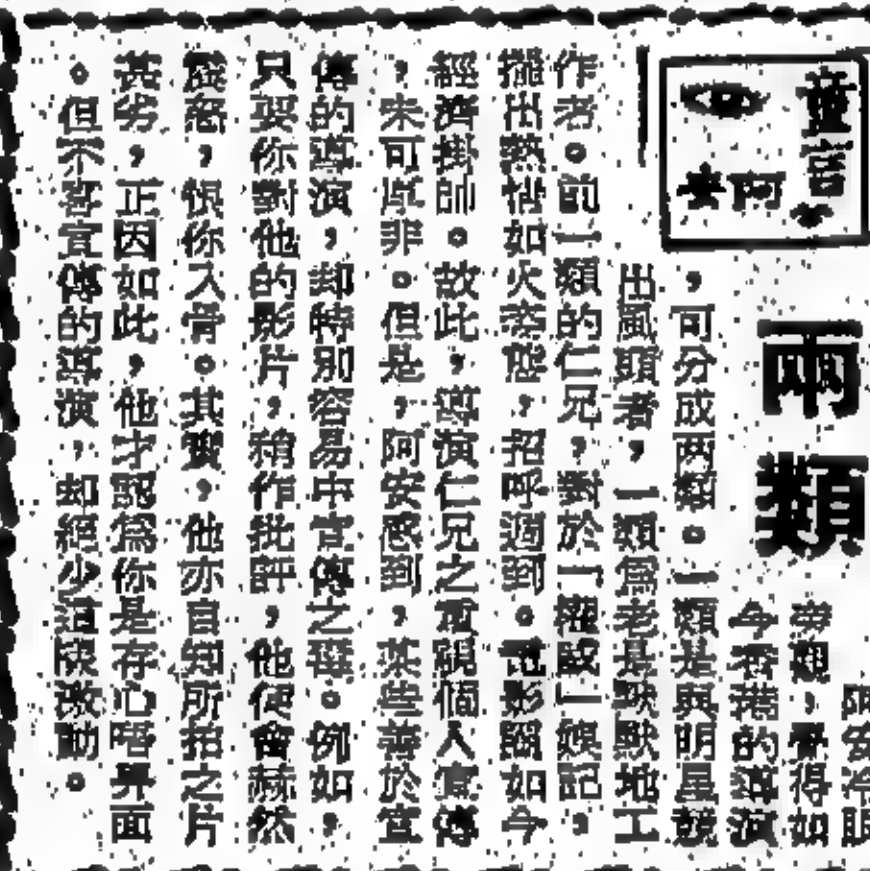 童言
阿安
兩類
阿安冷眼
旁觀，覺得如
今香港的導演
，可分成两類。一類是與明星競
出風頭者，一類為老是默默地工
作者。前一類的仁兄，對於「權威」娛記，
擺出熱情如火姿態，招呼週到。電影圈如今
經濟掛帥。故此，導演仁兄之重視個人宣傳
，未可厚非。但是，阿安感到，某些善於宣
傳的導演，却特別容易中宣傳之毒。例如，
只要你對他的影片，稍作批評，他便會赫然
震怒，恨你入骨。其實，他亦自知所拍之片
甚劣，正因如此，他才認為你是存心唔畀面
。但不喜宣傳的導演，却絕少這陳激動。